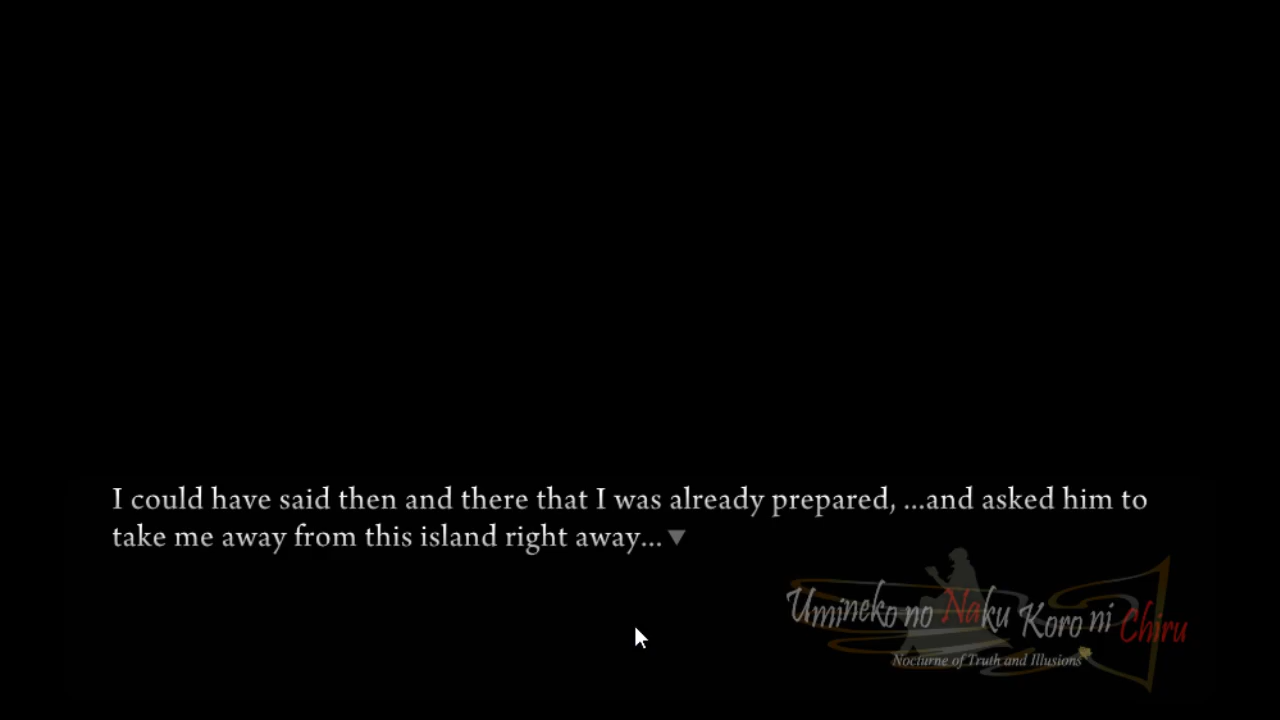 I could have said then and there that I was already prepared, ...and asked him to
take me away from this island right away...
Umineko no Naku Koro ni Chiru
Nocturne of Truth and Illusions